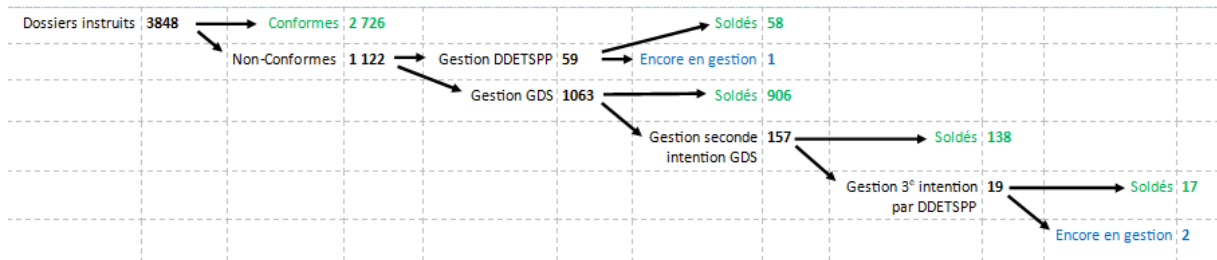 Dossiers instruits 3848 Conformes 2 726 Soldés 58
Non-Conformes 1 122 Gestion DDETSPP 59 Encore en gestion 1
Gestion GDS 1063 Soldés 906
Gestion seconde 157 Soldés 138
intention GDS
Gestion 3e intention 19 Soldés 17
par DDETSPP
Encore en gestion 2